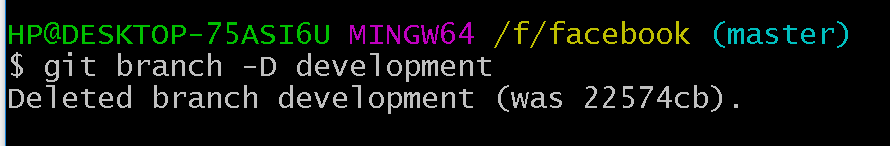 HP@DESKTOP-75ASI6U MINGW64 /f/facebook (master)
$ git branch -D development
Deleted branch development (was 22574cb).